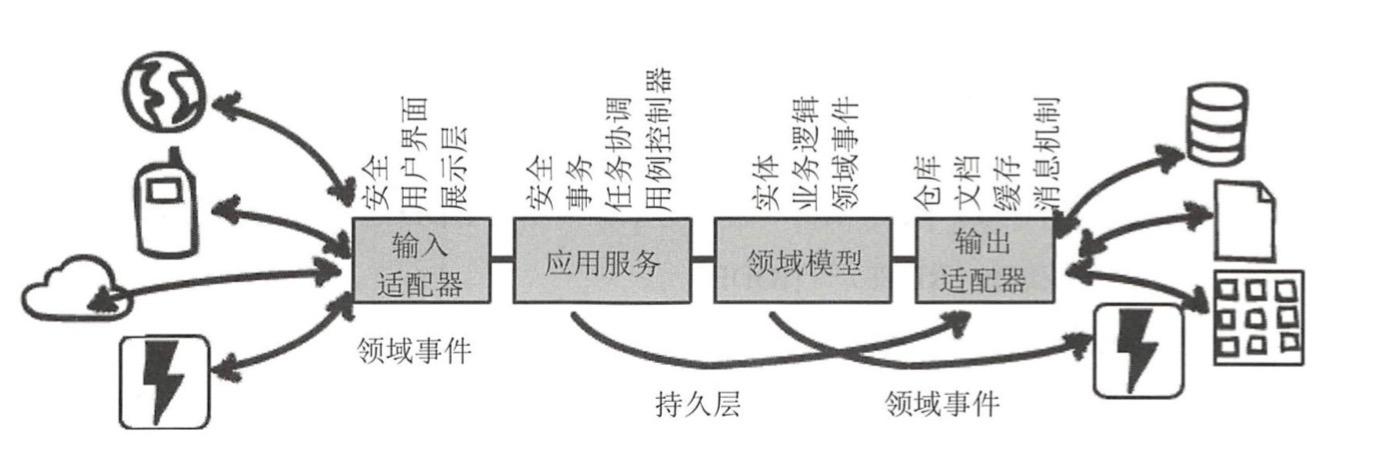 安全
用户界面
展示层
安全
事务
任务协调
用例控制器
实体
业务逻辑
领域事件
仓库
文档
缓存
消息机制
输入
适配器
应用服务
领域模型
输出
适配器
领域事件
持久层
领域事件